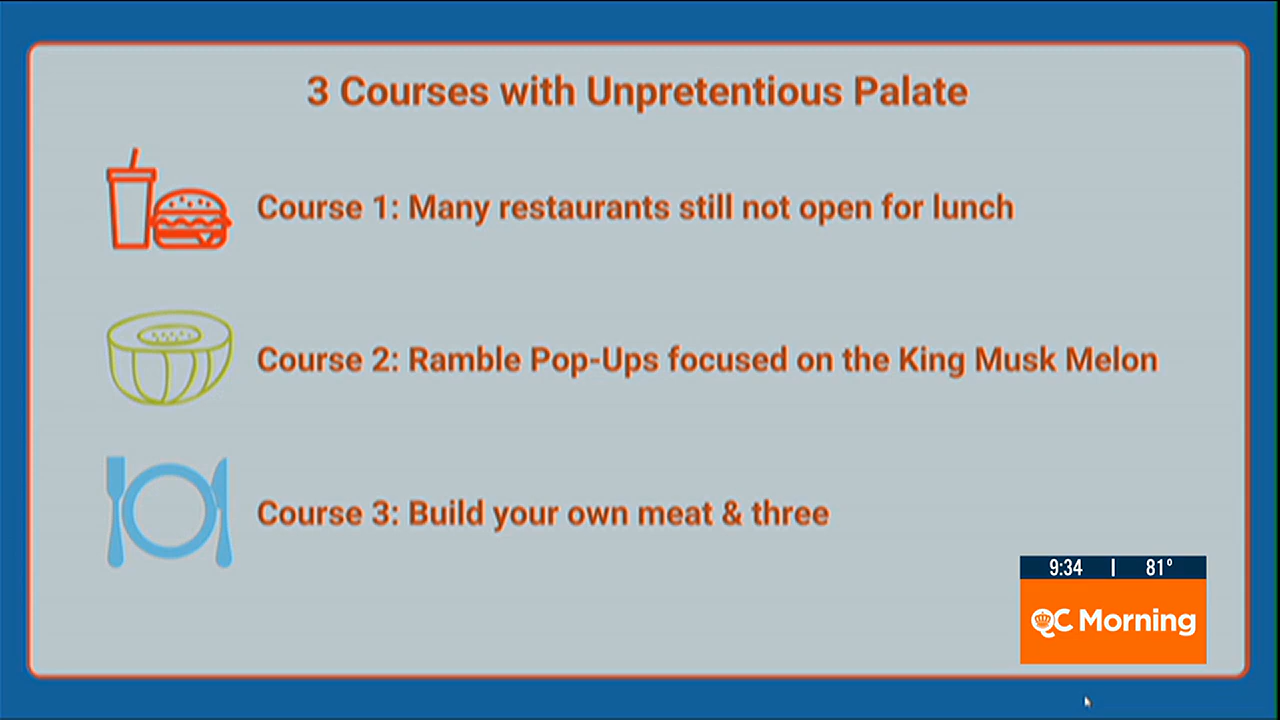 3 Courses with Unpretentious Palate
Course 1: Many restaurants still not open for lunch
Course 2: Ramble Pop-Ups focused on the King Musk Melon
Course 3: Build your own meat & three
9:34 | 81°
QC Morning